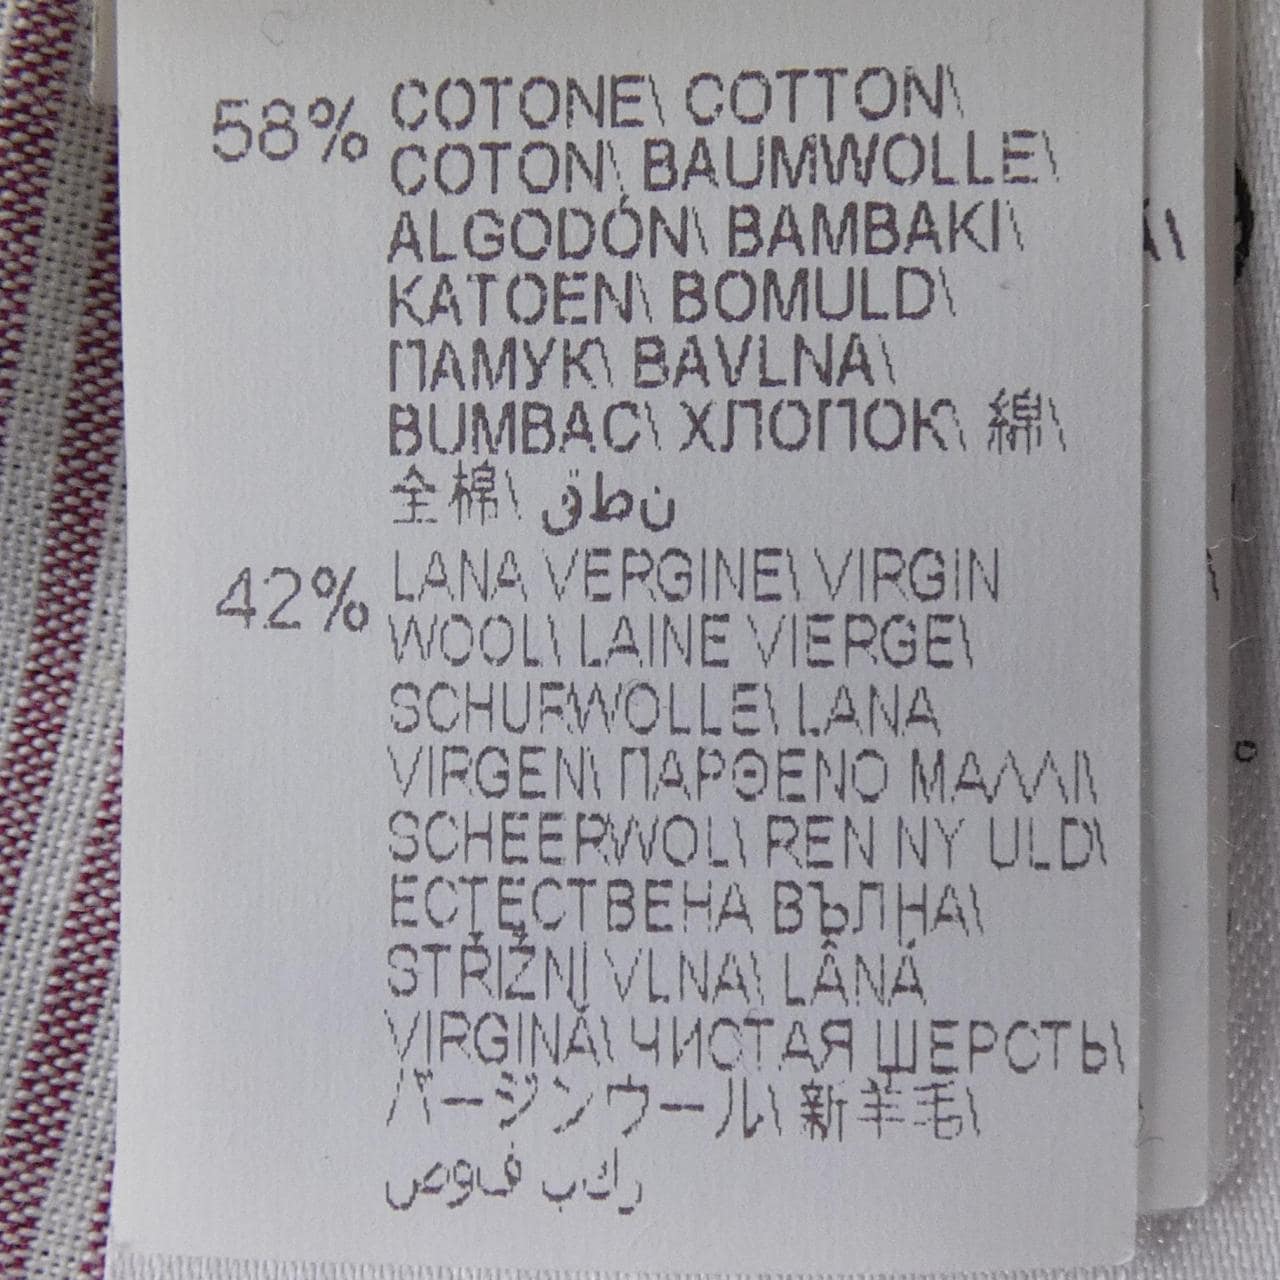 58% COTONE\ COTTON\
COTON\ BAUMWOLLE\
ALGODÓN\ BAMBAKI\
KATOEN\ BOMULD\
ПАМУК\ BAVLNA\
BUMBAC\ ХЛОПОК\ 綿\
全棉\ نطق
42% LANA VERGINE\ VIRGIN
WOOL\ LAINE VIERGE\
SCHURWOLLE\ LANA
VIRGEN\ ΠΑΡΘΕΝΟ ΜΑΛΛΙ\
SCHEERWOL\ REN NY ULD\
ЕСТЕСТВЕНА ВЪЛНА\
STŘIŽNÍ VLNA\ LÂNĂ
VIRGINĂ\ ЧИСТАЯ ШЕРСТЬ\
バージンウール\ 新羊毛\